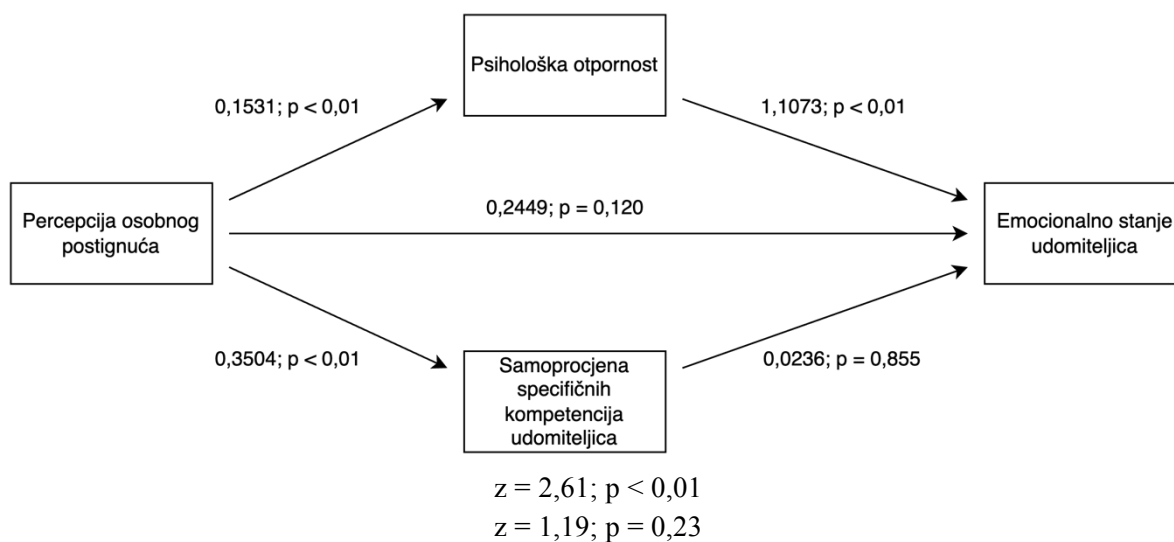 Psihološka otpornost
0,1531; p < 0,01
1,1073; p < 0,01
Percepcija osobnog
postignuća
0,2449; p = 0,120
Emocionalno stanje
udomiteljica
0,3504; p < 0,01
0,0236; p = 0,855
Samoprocjena
specifičnih
kompetencija
udomiteljica
z = 2,61; p < 0,01
z = 1,19; p = 0,23